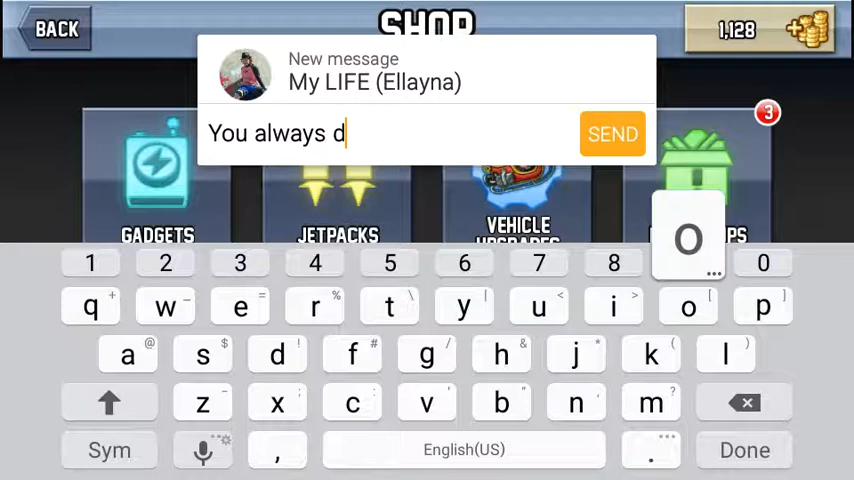 BACK
SHOP
1,128
New message
My LIFE (Ellayna)
You always d
SEND
3
GADGETS
JETPACKS
VEHICLE
1 2 3 4 5 6 7 8 0
q + w – e = r % t \ y | u < i > o [ p ]
o ...
a @ s $ d ! f # g / h & j * k ( l )
z - x ; c : v ' b " n , m ?
Sym , English(US) . Done